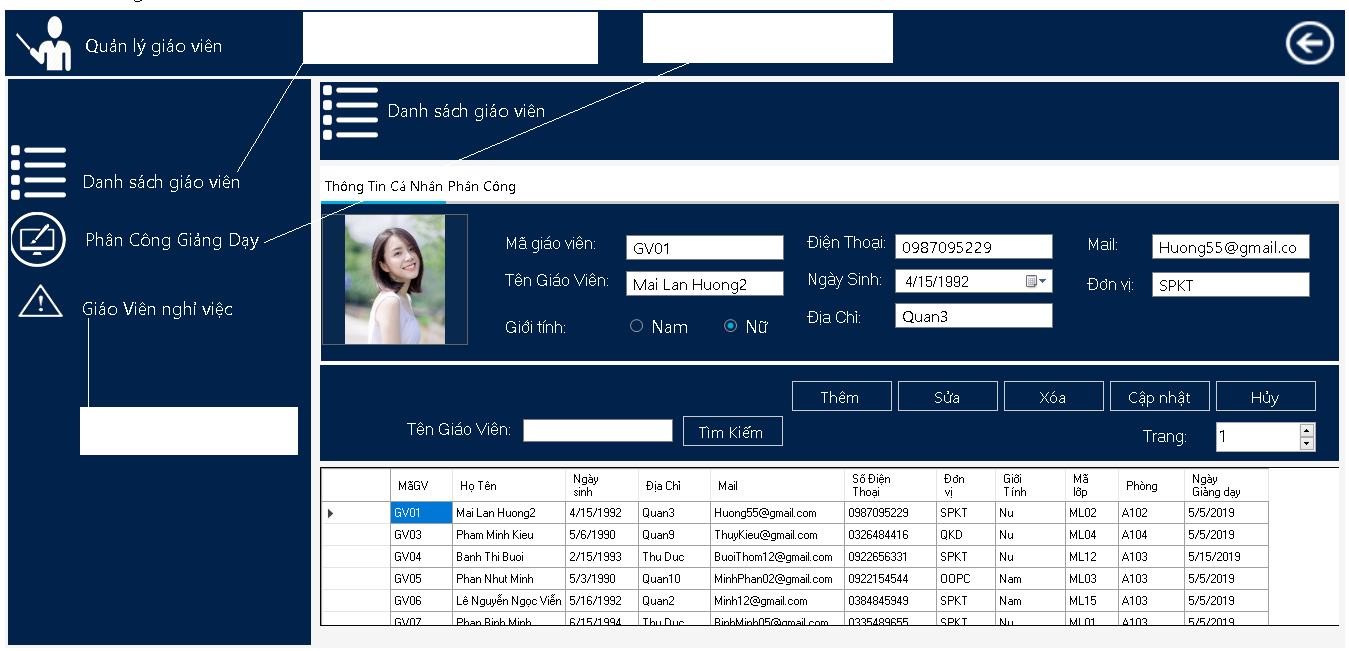 Quản lý giáo viên
Danh sách giáo viên
Phân Công Giảng Dạy
Giáo Viên nghỉ việc
Danh sách giáo viên
Thông Tin Cá Nhân Phân Công
Mã giáo viên: GV01 Điện Thoại: 0987095229 Mail: Huong55@gmail.co
Tên Giáo Viên: Mai Lan Huong2 Ngày Sinh: 4/15/1992 Đơn vị: SPKT
Giới tính: Nam Nữ Địa Chỉ: Quan3
Thêm Sửa Xóa Cập nhật Hủy
Tên Giáo Viên: Tìm Kiếm Trang: 1
MãGV Họ Tên Ngày sinh Địa Chỉ Mail Số Điện Thoại Đơn vị Giới Tính Mã lớp Phòng Ngày Giảng dạy
GV01 Mai Lan Huong2 4/15/1992 Quan3 Huong55@gmail.com 0987095229 SPKT Nu ML02 A102 5/5/2019
GV03 Pham Minh Kieu 5/6/1990 Quan9 ThuyKieu@gmail.com 0326484416 QKD Nu ML04 A104 5/5/2019
GV04 Banh Thi Buoi 2/15/1993 Thu Duc BuoiThom12@gmail.com 0922656331 SPKT Nu ML12 A103 5/15/2019
GV05 Phan Nhut Minh 5/3/1990 Quan10 MinhPhan02@gmail.com 0922154544 OOPC Nam ML03 A103 5/5/2019
GV06 Lê Nguyễn Ngọc Viễn 5/16/1992 Quan2 Minh12@gmail.com 0384845949 SPKT Nam ML15 A103 5/5/2019
GV07 Phan Binh Minh 6/15/1994 Thu Duc BinhMinh05@gmail.com 0335489655 SPKT Nu ML01 A103 5/5/2019